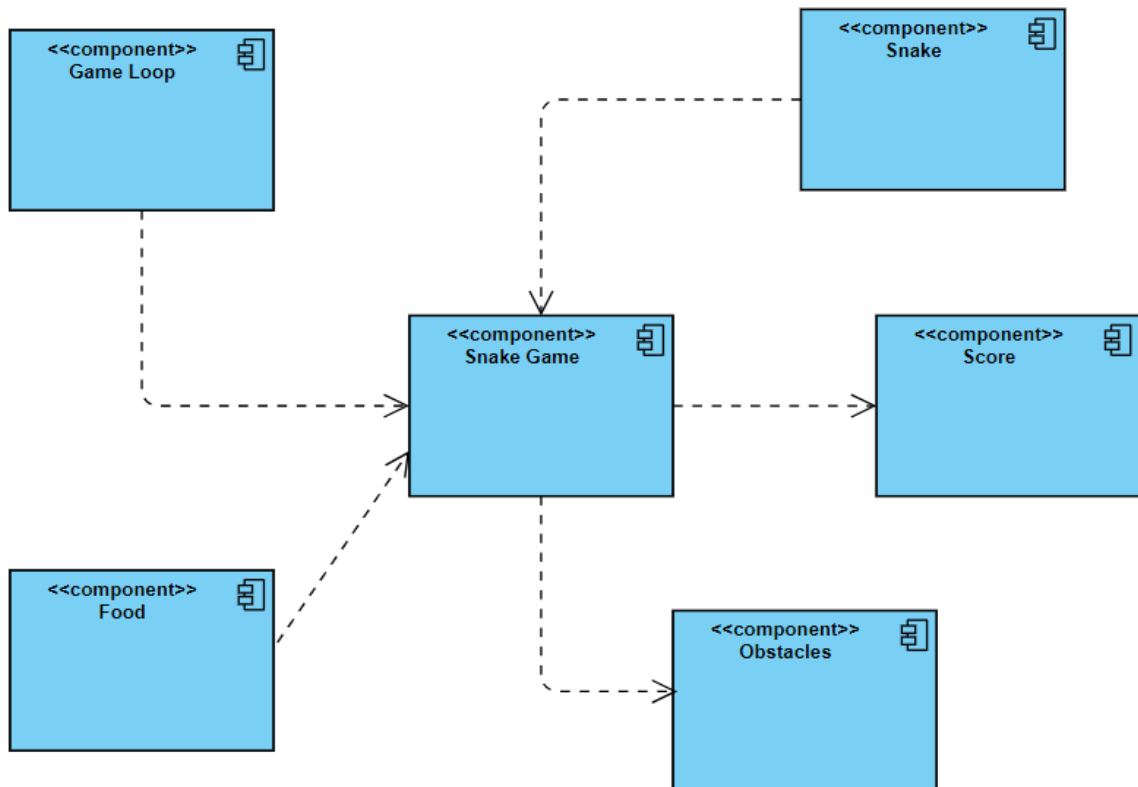 <<component>>
Game Loop
<<component>>
Snake
<<component>>
Snake Game
<<component>>
Score
<<component>>
Food
<<component>>
Obstacles